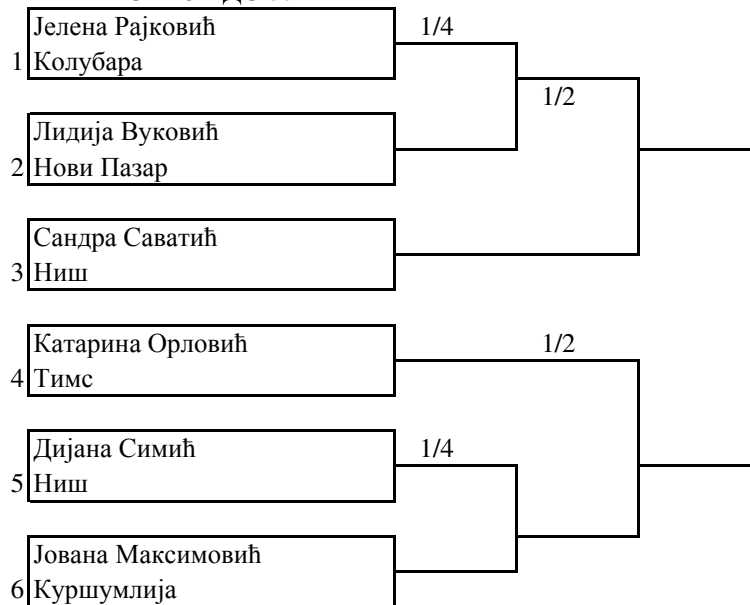 Јелена Рајковић 1/4
1 Колубара
1/2
Лидија Вуковић
2 Нови Пазар
Сандра Саватић
3 Ниш
Катарина Орловић 1/2
4 Тимс
Дијана Симић 1/4
5 Ниш
Јована Максимовић
6 Куршумлија